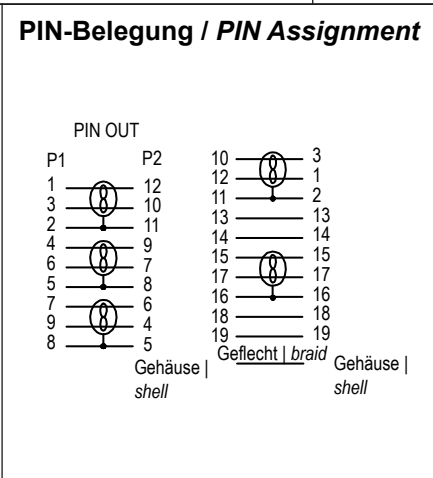 PIN-Belegung / PIN Assignment
PIN OUT
P1 P2
1 12
3 10
2 11
4 9
6 7
5 8
7 6
9 4
8 5
Gehäuse |
shell
10 3
12 1
11 2
13 13
14 14
15 15
17 17
16 16
18 18
19 19
Geflecht | braid
Gehäuse |
shell